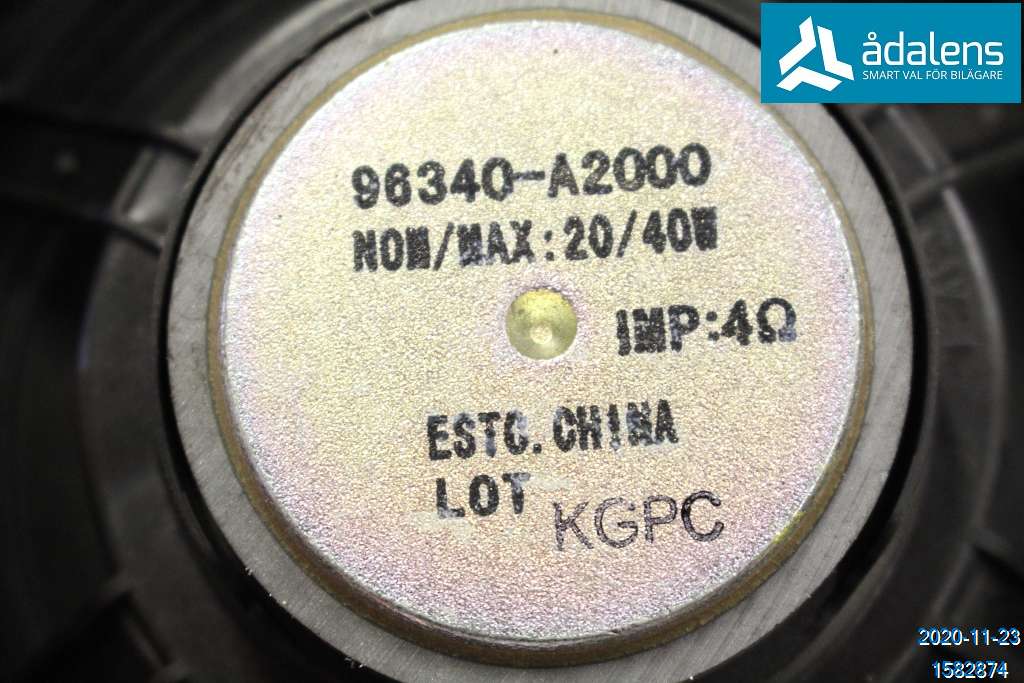 ådalens
SMART VAL FÖR BILÄGARE
96340-A2000
NOM/MAX:20/40W
IMP:4Ω
ESTC.CHINA
LOT KGPC
2020-11-23
1582874